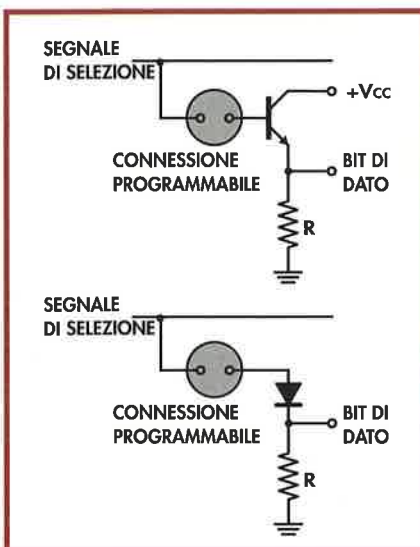 SEGNALE
DI SELEZIONE
+Vcc
CONNESSIONE
PROGRAMMABILE
BIT DI
DATO
R
SEGNALE
DI SELEZIONE
CONNESSIONE
PROGRAMMABILE
BIT DI
DATO
R